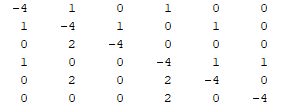 -4 1 0 1 0 0
1 -4 1 0 1 0
0 2 -4 0 0 0
1 0 0 -4 1 1
0 2 0 2 -4 0
0 0 0 2 0 -4